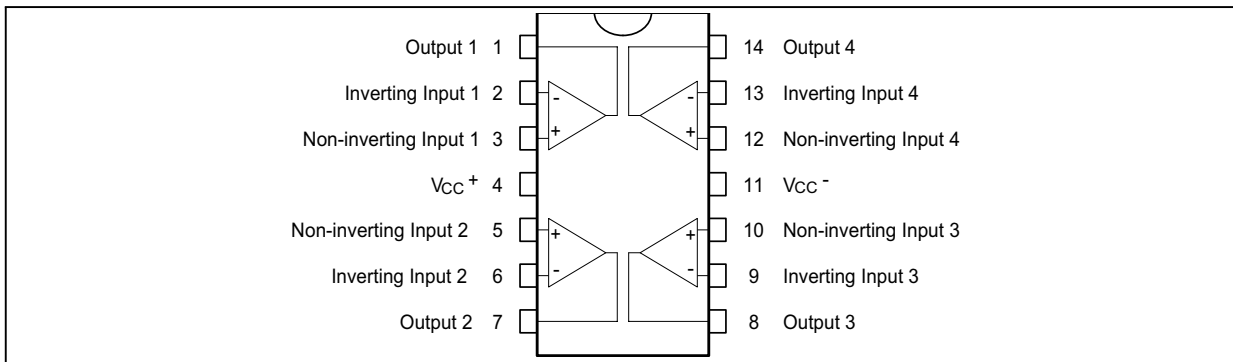 Output 1 1 14 Output 4
Inverting Input 1 2 - - 13 Inverting Input 4
Non-inverting Input 1 3 + + 12 Non-inverting Input 4
VCC + 4 11 VCC -
Non-inverting Input 2 5 + + 10 Non-inverting Input 3
Inverting Input 2 6 - - 9 Inverting Input 3
Output 2 7 8 Output 3